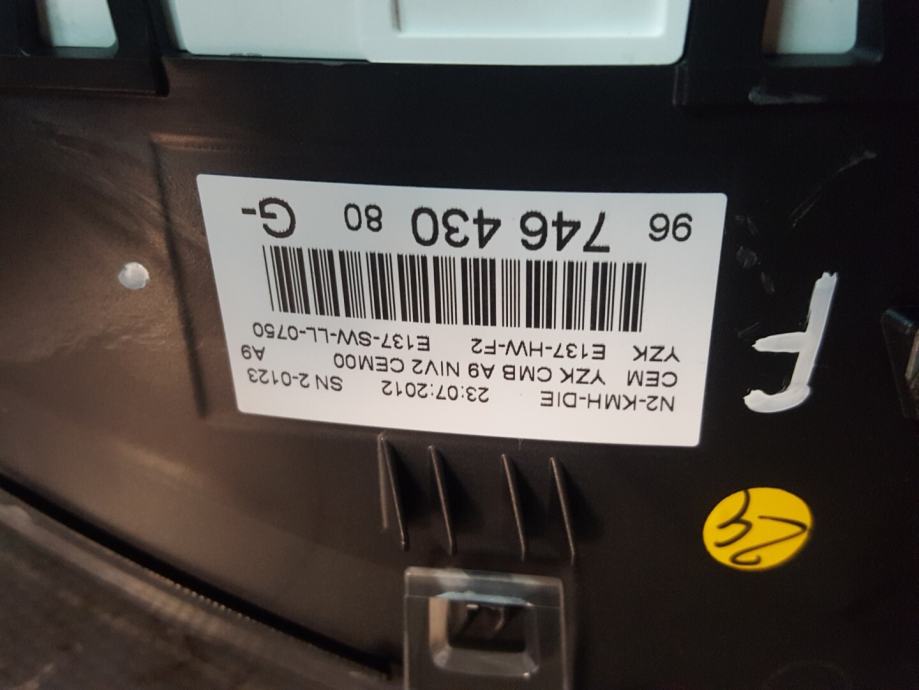 N2-KMH-DIE 23:07:2012 SN 2-0123
CEM YZK CMB A9 NIV2 CEM00 A9
YZK E137-HW-F2 E137-SW-LL-0750
96 746 430 80 G-